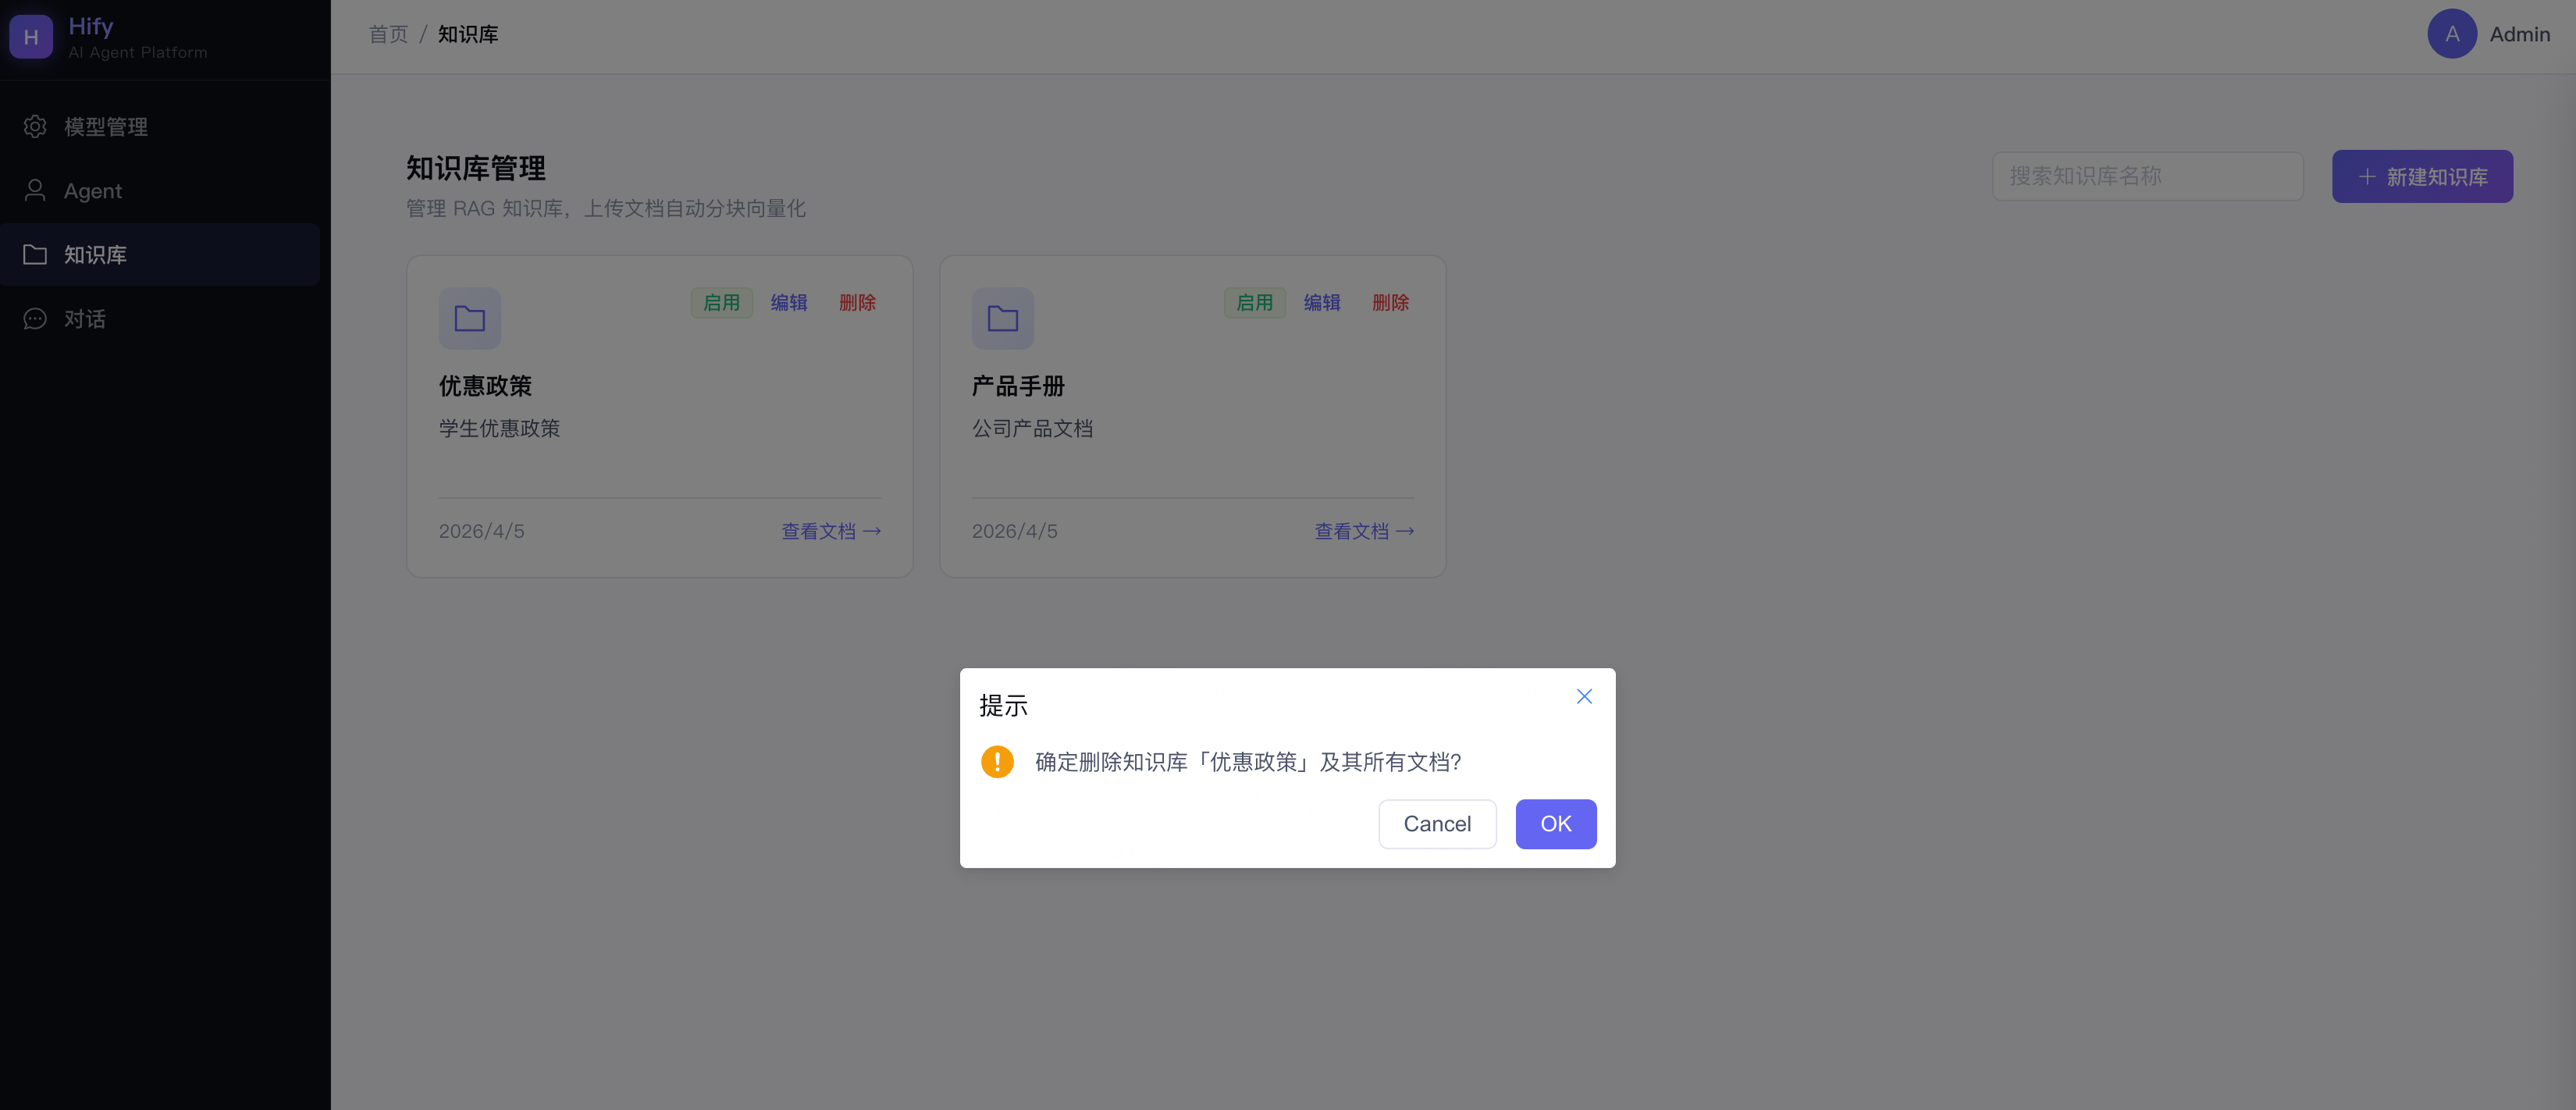 H
Hify
AI Agent Platform
模型管理
Agent
知识库
对话
首页 / 知识库
A
Admin
知识库管理
管理 RAG 知识库，上传文档自动分块向量化
搜索知识库名称
新建知识库
启用 编辑 删除
优惠政策
学生优惠政策
2026/4/5 查看文档 →
启用 编辑 删除
产品手册
公司产品文档
2026/4/5 查看文档 →
提示
确定删除知识库「优惠政策」及其所有文档?
Cancel OK